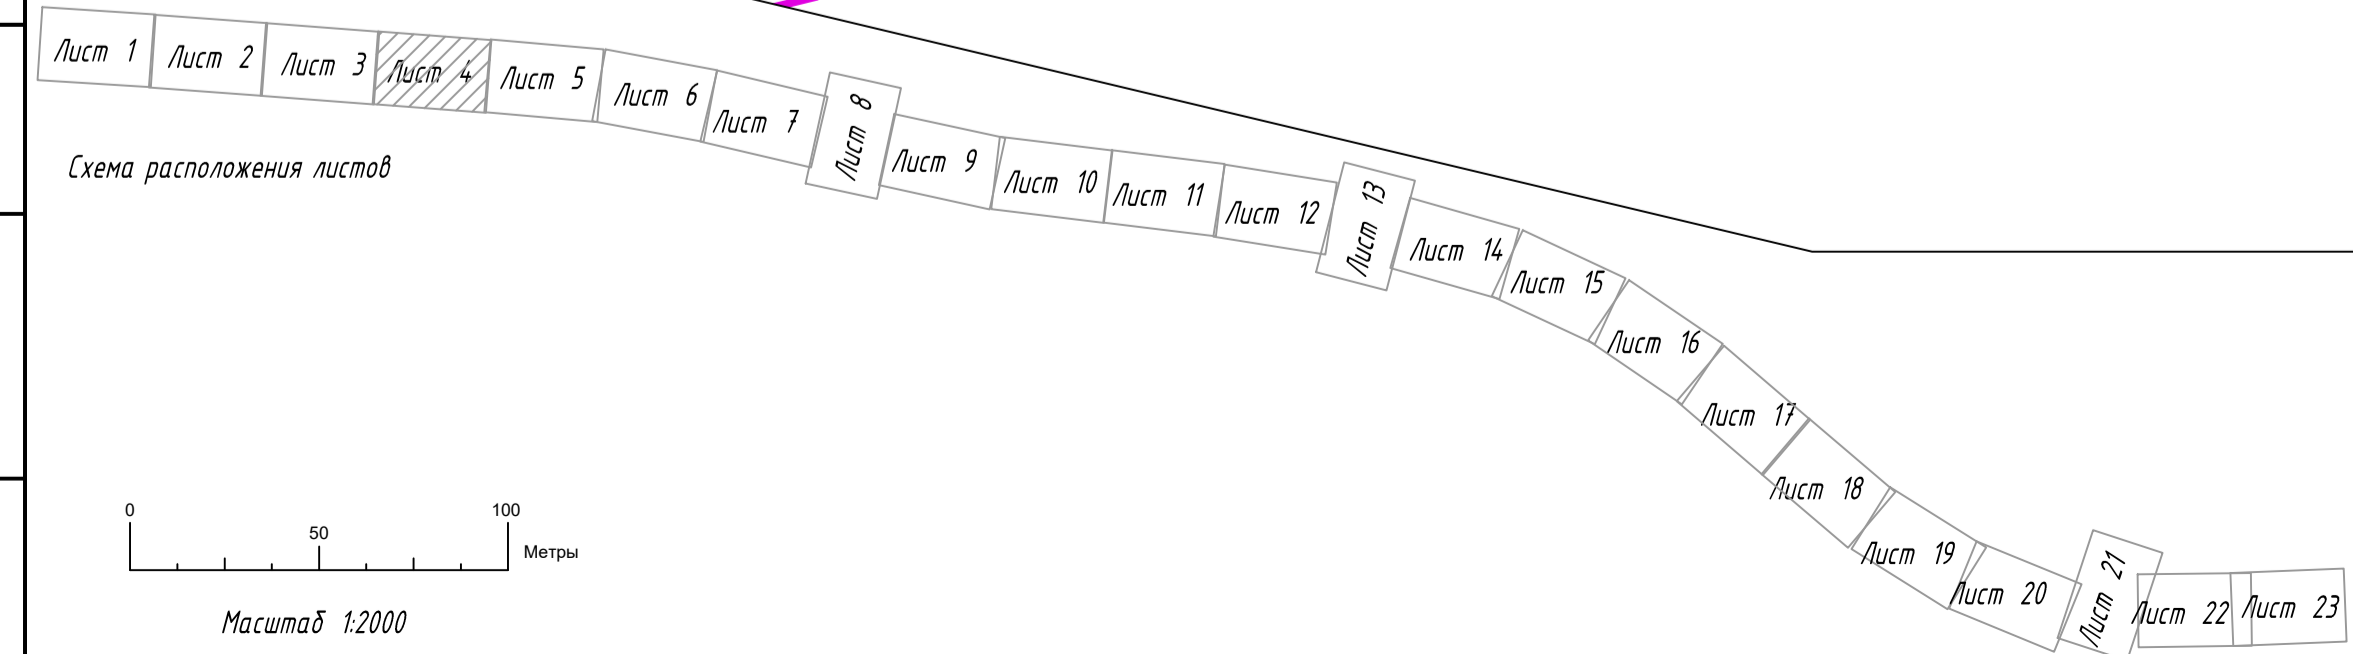 Лист 1
Лист 2
Лист 3
Лист 4
Лист 5
Лист 6
Лист 7
Лист 8
Лист 9
Лист 10
Лист 11
Лист 12
Лист 13
Лист 14
Лист 15
Лист 16
Лист 17
Лист 18
Лист 19
Лист 20
Лист 21
Лист 22
Лист 23
Схема расположения листов
0 50 100 Метры
Масштаб 1:2000